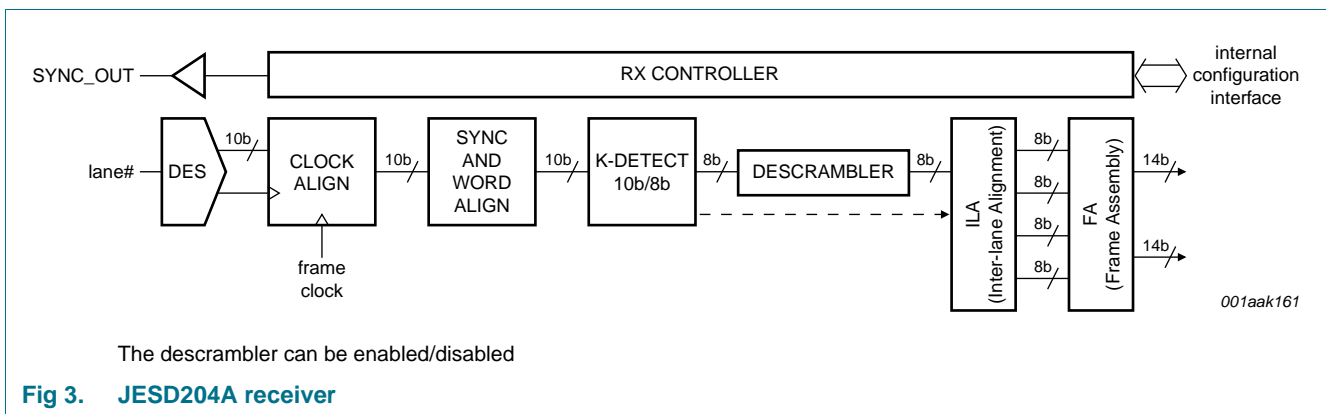 SYNC_OUT
RX CONTROLLER
internal
configuration
interface
lane#
DES
10b
CLOCK
ALIGN
frame
clock
10b
SYNC
AND
WORD
ALIGN
10b
K-DETECT
10b/8b
8b
DESCRAMBLER
8b
ILA
(Inter-lane Alignment)
8b
8b
8b
8b
FA
(Frame Assembly)
14b
14b
001aak161
The descrambler can be enabled/disabled
Fig 3. JESD204A receiver